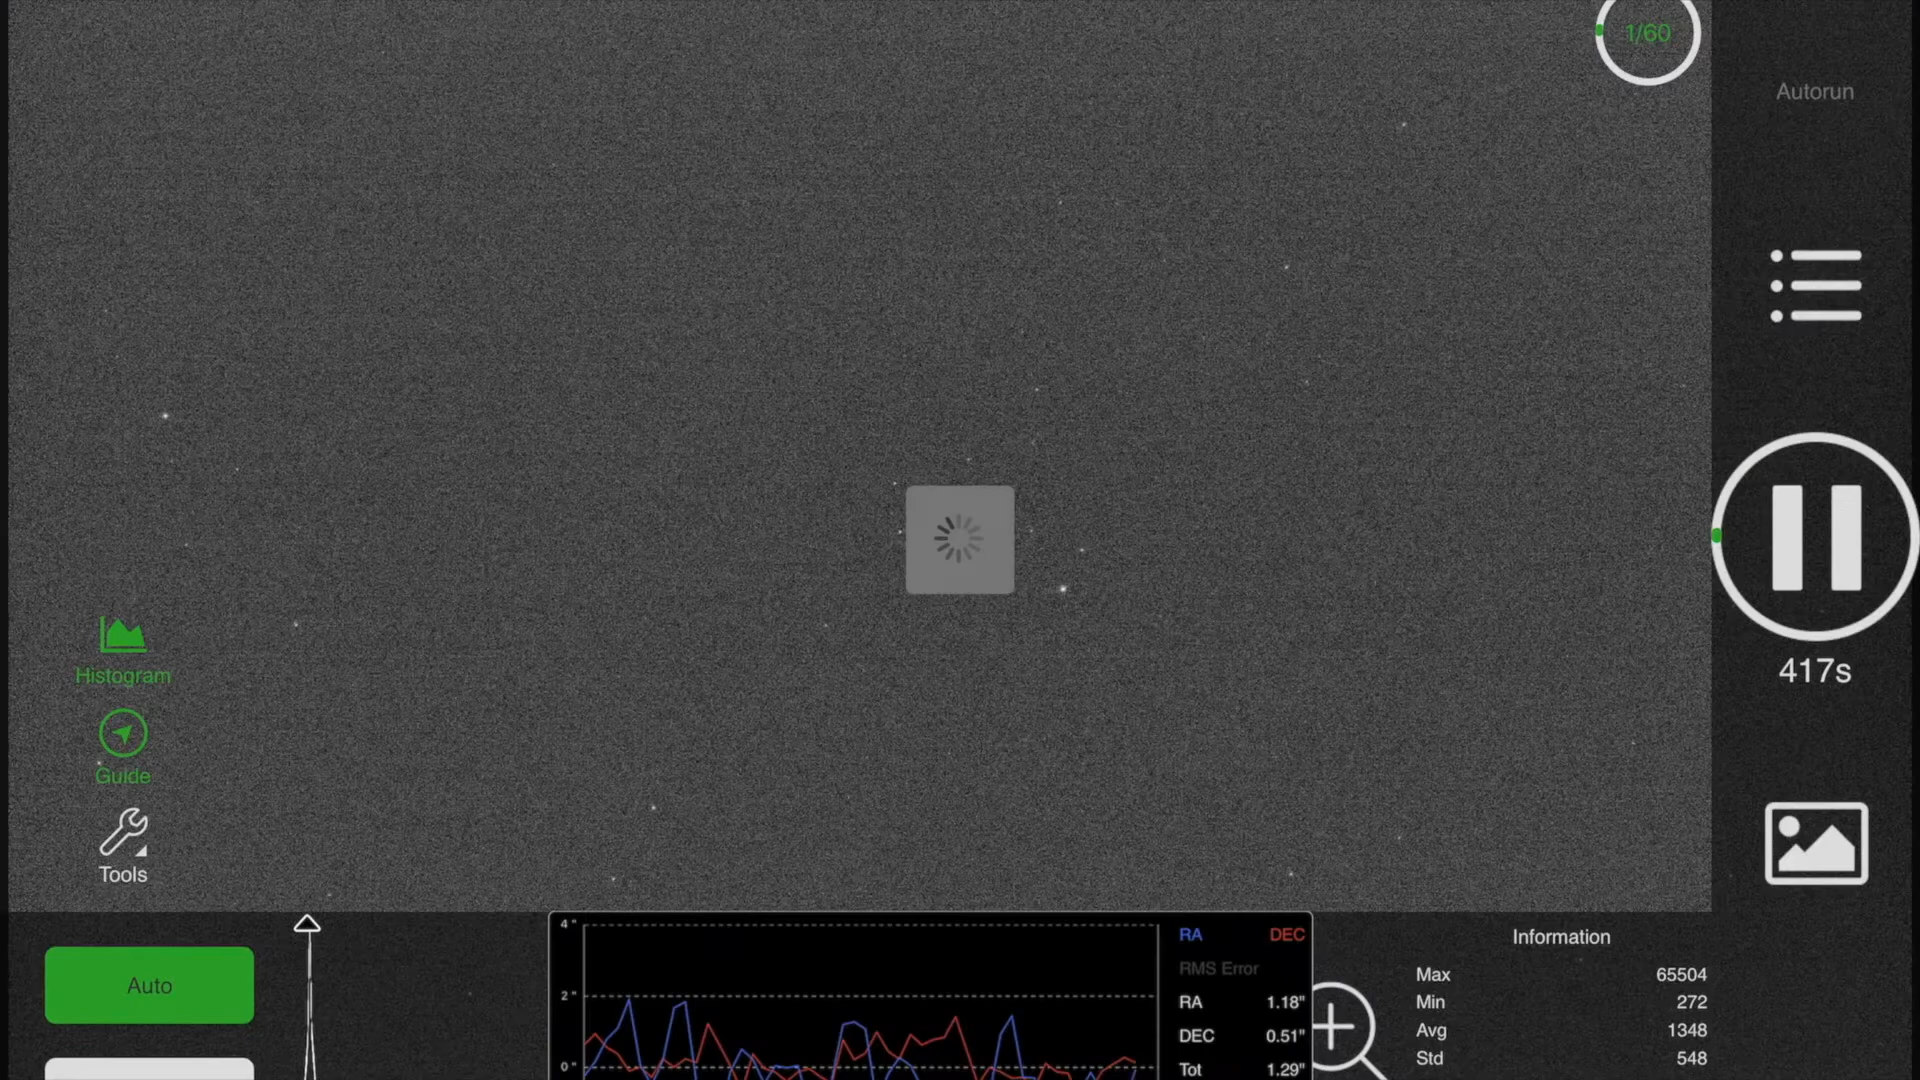 1/60
Autorun
417s
Histogram
Guide
Tools
Auto
4 "
2 "
0 "
RA DEC
RMS Error
RA 1.18"
DEC 0.51"
Tot 1.29"
Information
Max 65504
Min 272
Avg 1348
Std 548